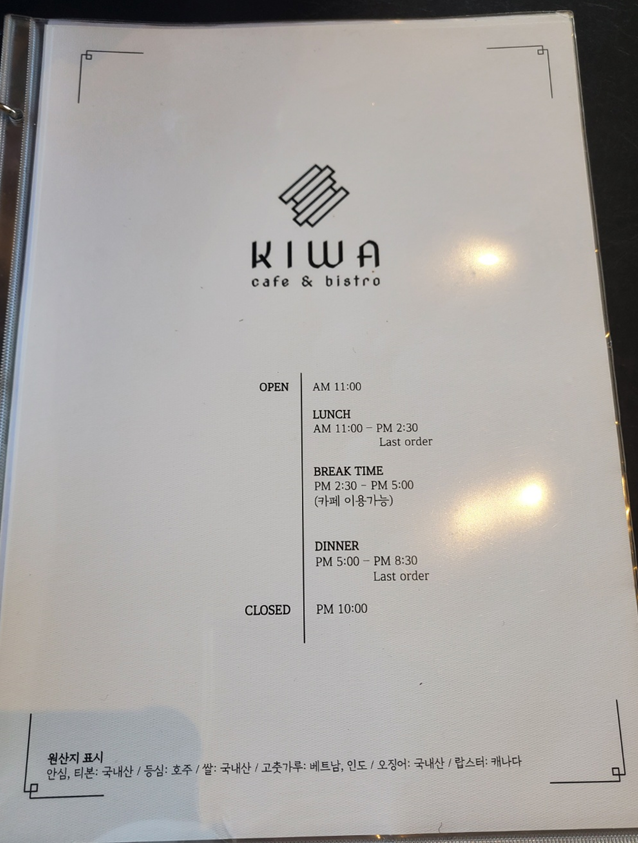 KIWA
cafe & bistro
OPEN AM 11:00
LUNCH
AM 11:00 - PM 2:30
Last order
BREAK TIME
PM 2:30 - PM 5:00
(카페 이용가능)
DINNER
PM 5:00 - PM 8:30
Last order
CLOSED PM 10:00
원산지 표시
안심, 티본: 국내산 / 등심: 호주 / 쌀: 국내산 / 고춧가루: 베트남, 인도 / 오징어: 국내산 / 랍스터: 캐나다